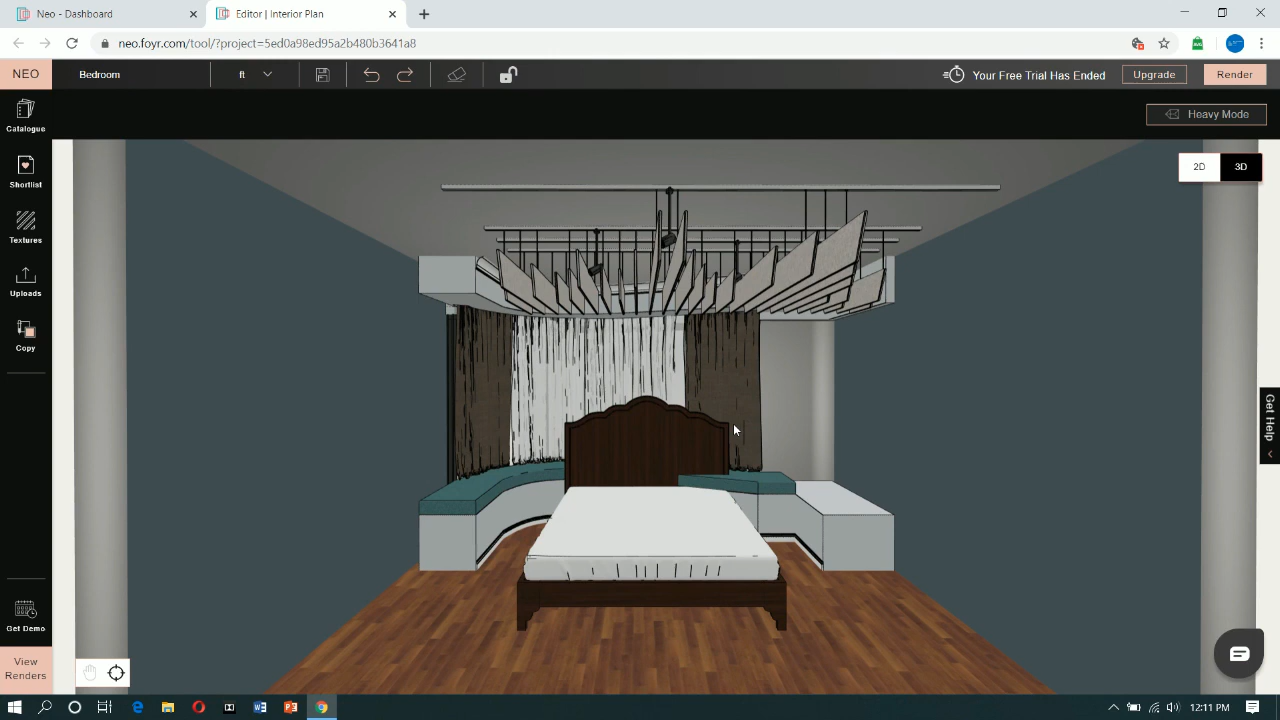 Neo - Dashboard
Editor | Interior Plan
neo.foyr.com/tool/?project=5ed0a98ed95a2b480b3641a8
NEO
Bedroom
ft
Your Free Trial Has Ended
Upgrade
Render
Heavy Mode
Catalogue
Shortlist
Textures
Uploads
Copy
2D
3D
Get Help
Get Demo
View
Renders
12:11 PM